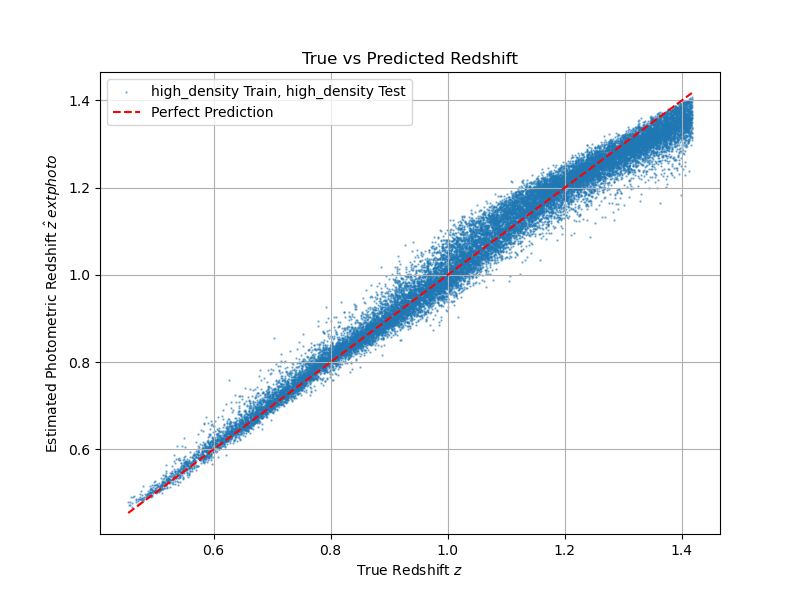 True vs Predicted Redshift
high_density Train, high_density Test
Perfect Prediction
Estimated Photometric Redshift ẑ extphoto
1.4
1.2
1.0
0.8
0.6
0.6 0.8 1.0 1.2 1.4
True Redshift z